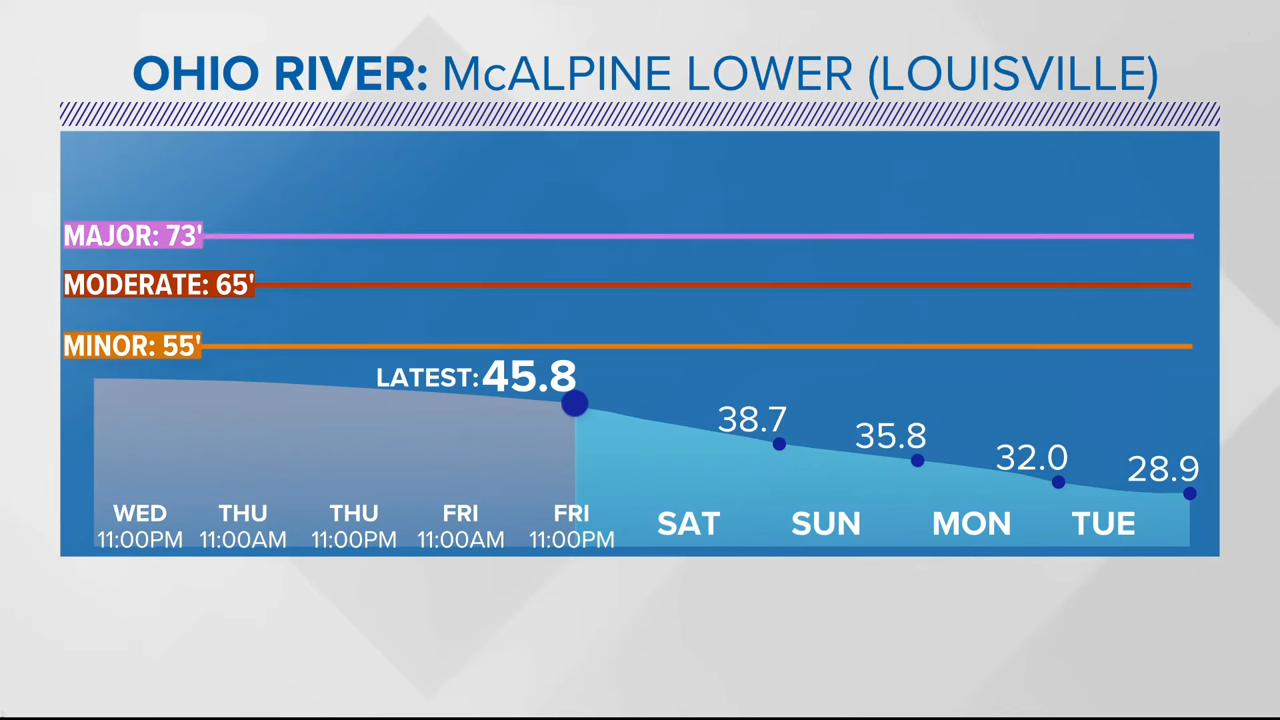 OHIO RIVER: McALPINE LOWER (LOUISVILLE)
MAJOR: 73'
MODERATE: 65'
MINOR: 55'
LATEST: 45.8
38.7
35.8
32.0
28.9
WED THU THU FRI FRI SAT SUN MON TUE
11:00PM 11:00AM 11:00PM 11:00AM 11:00PM